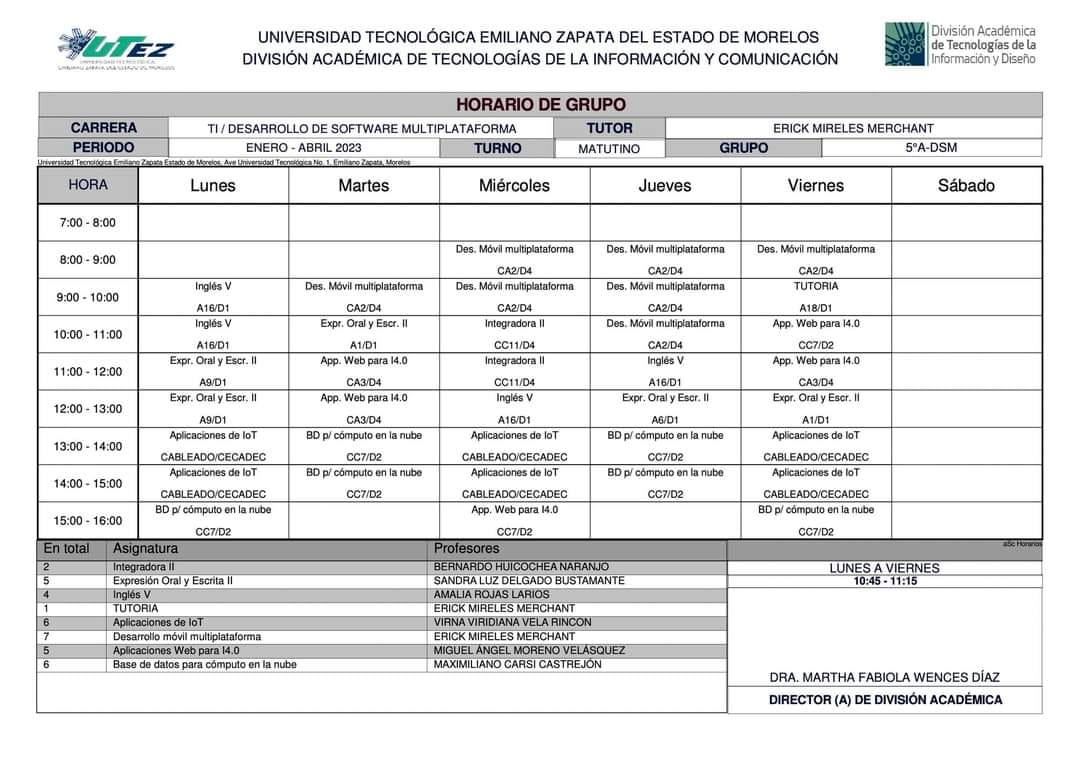 UTEZ
UNIVERSIDAD TECNOLÓGICA
EMILIANO ZAPATA DEL ESTADO DE MORELOS
UNIVERSIDAD TECNOLÓGICA EMILIANO ZAPATA DEL ESTADO DE MORELOS
DIVISIÓN ACADÉMICA DE TECNOLOGÍAS DE LA INFORMACIÓN Y COMUNICACIÓN
División Académica
de Tecnologías de la
Información y Diseño
HORARIO DE GRUPO
CARRERA TI / DESARROLLO DE SOFTWARE MULTIPLATAFORMA TUTOR ERICK MIRELES MERCHANT
PERIODO ENERO - ABRIL 2023 TURNO MATUTINO GRUPO 5°A-DSM
Universidad Tecnológica Emiliano Zapata Estado de Morelos, Ave Universidad Tecnológica No. 1, Emiliano Zapata, Morelos
HORA Lunes Martes Miércoles Jueves Viernes Sábado
7:00 - 8:00
8:00 - 9:00
Des. Móvil multiplataforma Des. Móvil multiplataforma Des. Móvil multiplataforma
CA2/D4 CA2/D4 CA2/D4
9:00 - 10:00
Inglés V Des. Móvil multiplataforma Des. Móvil multiplataforma Des. Móvil multiplataforma TUTORIA
A16/D1 CA2/D4 CA2/D4 CA2/D4 A18/D1
10:00 - 11:00
Inglés V Expr. Oral y Escr. II Integradora II Des. Móvil multiplataforma App. Web para I4.0
A16/D1 A1/D1 CC11/D4 CA2/D4 CC7/D2
11:00 - 12:00
Expr. Oral y Escr. II App. Web para I4.0 Integradora II Inglés V App. Web para I4.0
A9/D1 CA3/D4 CC11/D4 A16/D1 CA3/D4
12:00 - 13:00
Expr. Oral y Escr. II App. Web para I4.0 Inglés V Expr. Oral y Escr. II Expr. Oral y Escr. II
A9/D1 CA3/D4 A16/D1 A6/D1 A1/D1
13:00 - 14:00
Aplicaciones de IoT BD p/ cómputo en la nube Aplicaciones de IoT BD p/ cómputo en la nube Aplicaciones de IoT
CABLEADO/CECADEC CC7/D2 CABLEADO/CECADEC CC7/D2 CABLEADO/CECADEC
14:00 - 15:00
Aplicaciones de IoT BD p/ cómputo en la nube Aplicaciones de IoT BD p/ cómputo en la nube Aplicaciones de IoT
CABLEADO/CECADEC CC7/D2 CABLEADO/CECADEC CC7/D2 CABLEADO/CECADEC
15:00 - 16:00
BD p/ cómputo en la nube App. Web para I4.0 BD p/ cómputo en la nube
CC7/D2 CC7/D2 CC7/D2
En total Asignatura Profesores
aSc Horarios
2 Integradora II BERNARDO HUICOCHEA NARANJO
5 Expresión Oral y Escrita II SANDRA LUZ DELGADO BUSTAMANTE
4 Inglés V AMALIA ROJAS LARIOS
1 TUTORIA ERICK MIRELES MERCHANT
6 Aplicaciones de IoT VIRNA VIRIDIANA VELA RINCON
7 Desarrollo móvil multiplataforma ERICK MIRELES MERCHANT
5 Aplicaciones Web para I4.0 MIGUEL ÁNGEL MORENO VELÁSQUEZ
6 Base de datos para cómputo en la nube MAXIMILIANO CARSI CASTREJÓN
LUNES A VIERNES
10:45 - 11:15
DRA. MARTHA FABIOLA WENCES DÍAZ
DIRECTOR (A) DE DIVISIÓN ACADÉMICA